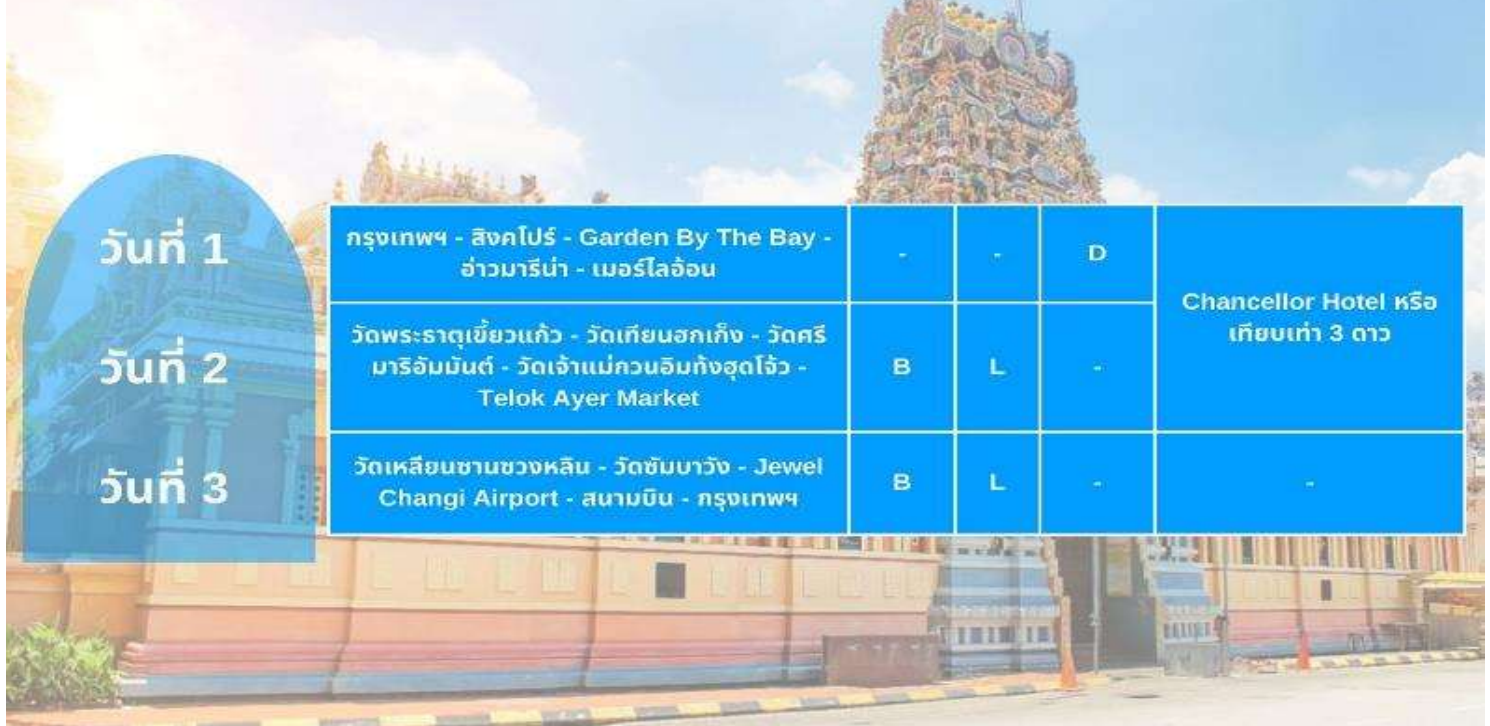 วันที่ 1
กรุงเทพฯ - สิงคโปร์ - Garden By The Bay -
อ่าวมารีน่า - เมอร์ไลอ้อน
-
-
D
Chancellor Hotel หรือ
เทียบเท่า 3 ดาว
วันที่ 2
วัดพระธาตุเขี้ยวแก้ว - วัดเทียนฮกเก็ง - วัดศรี
มาริอัมมันต์ - วัดเจ้าแม่กวนอิมทั้งฮุดโจ้ว -
Telok Ayer Market
B
L
-
วันที่ 3
วัดเหลียนซานซวงหลิน - วัดซัมบาวัง - Jewel
Changi Airport - สนามบิน - กรุงเทพฯ
B
L
-
-